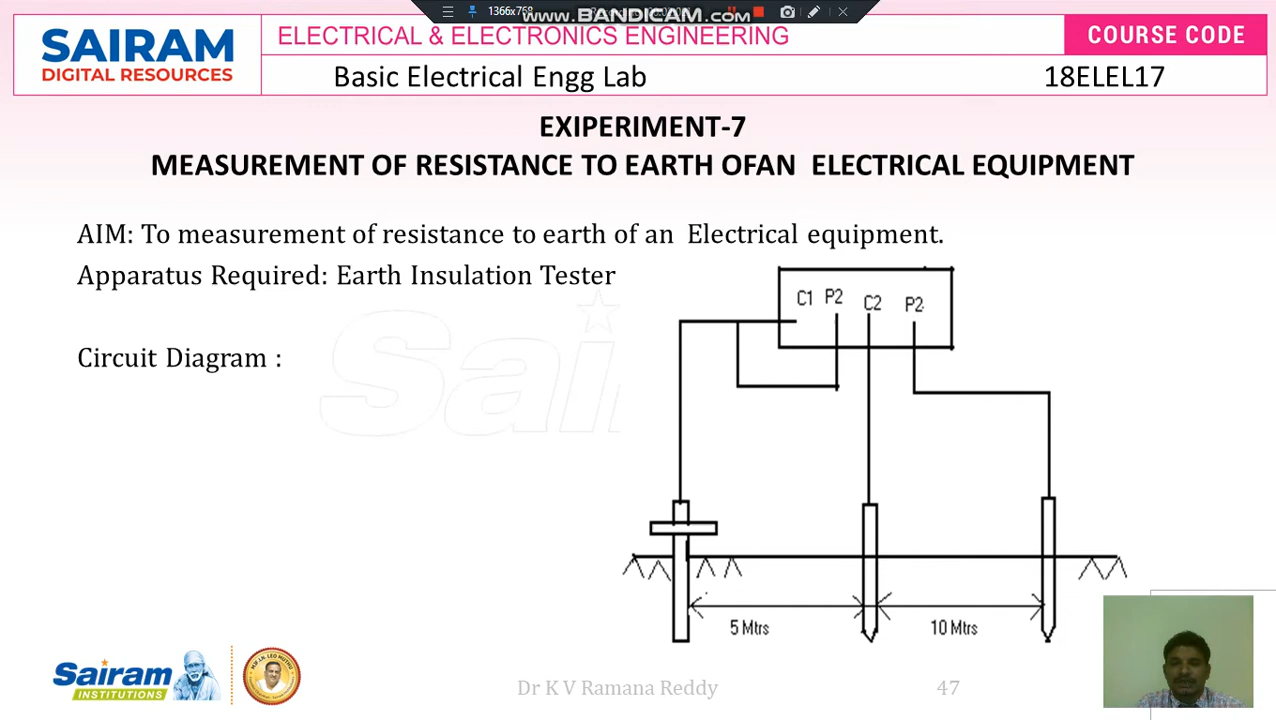 1366x768
www.BANDICAM.com
SAIRAM
DIGITAL RESOURCES
ELECTRICAL & ELECTRONICS ENGINEERING
COURSE CODE
Basic Electrical Engg Lab
18ELEL17
EXIPERIMENT-7
MEASUREMENT OF RESISTANCE TO EARTH OFAN ELECTRICAL EQUIPMENT
AIM: To measurement of resistance to earth of an Electrical equipment.
Apparatus Required: Earth Insulation Tester
C1 P2 C2 P2
Circuit Diagram :
Sai
5 Mtrs
10 Mtrs
Sairam
INSTITUTIONS
Dr K V Ramana Reddy
47